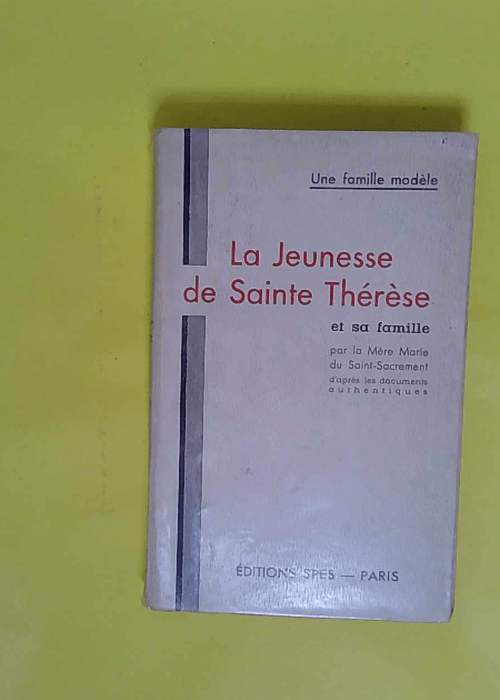 Une famille modèle
La Jeunesse
de Sainte Thérèse
et sa famille
par la Mère Marie
du Saint-Sacrement
d'après les documents
authentiques
ÉDITIONS SPES — PARIS